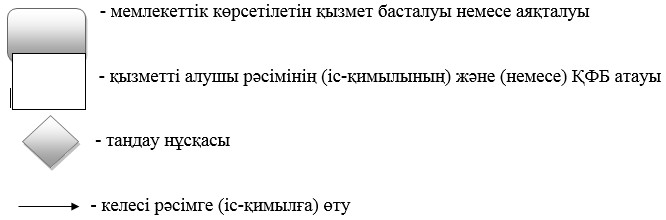 - мемлекеттік көрсетілетін қызмет басталуы немесе аяқталуы
- қызметті алушы рәсімінің (іс-қимылының) және (немесе) ҚФБ атауы
- таңдау нұсқасы
- келесі рәсімге (іс-қимылға) өту